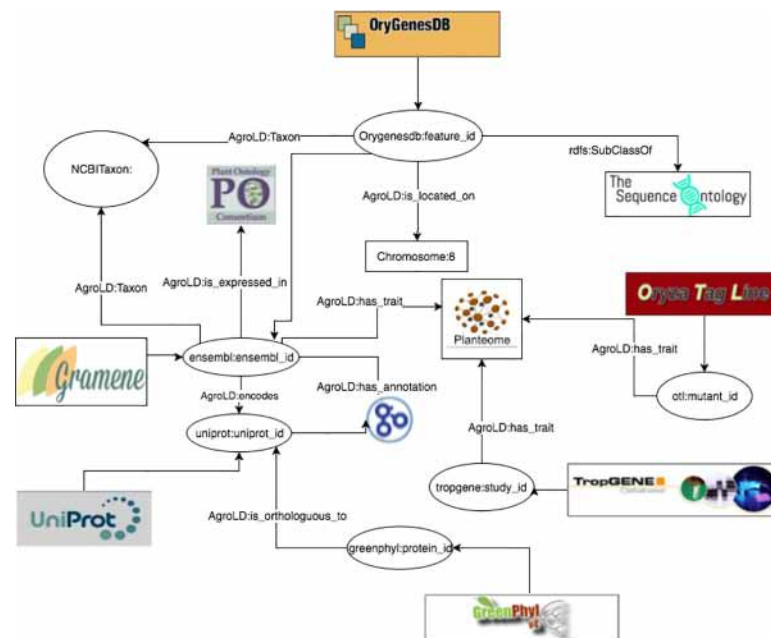 OryGenesDB
AgroLD:Taxon
Orygenesdb:feature_id
rdfs:SubClassOf
NCBITaxon:
Plant Ontology
PO
Consortium
AgroLD:is_located_on
The
Sequence Ontology
Chromosome:8
AgroLD:Taxon
AgroLD:is_expressed_in
AgroLD:has_trait
Oryza Tag Line
Planteome
Gramene
ensembl:ensembl_id
AgroLD:has_trait
AgroLD:encodes
AgroLD:has_annotation
otl:mutant_id
uniprot:uniprot_id
AgroLD:has_trait
UniProt
tropgene:study_id
TropGENE
AgroLD:is_orthologuous_to
greenphyl:protein_id
GreenPhyl